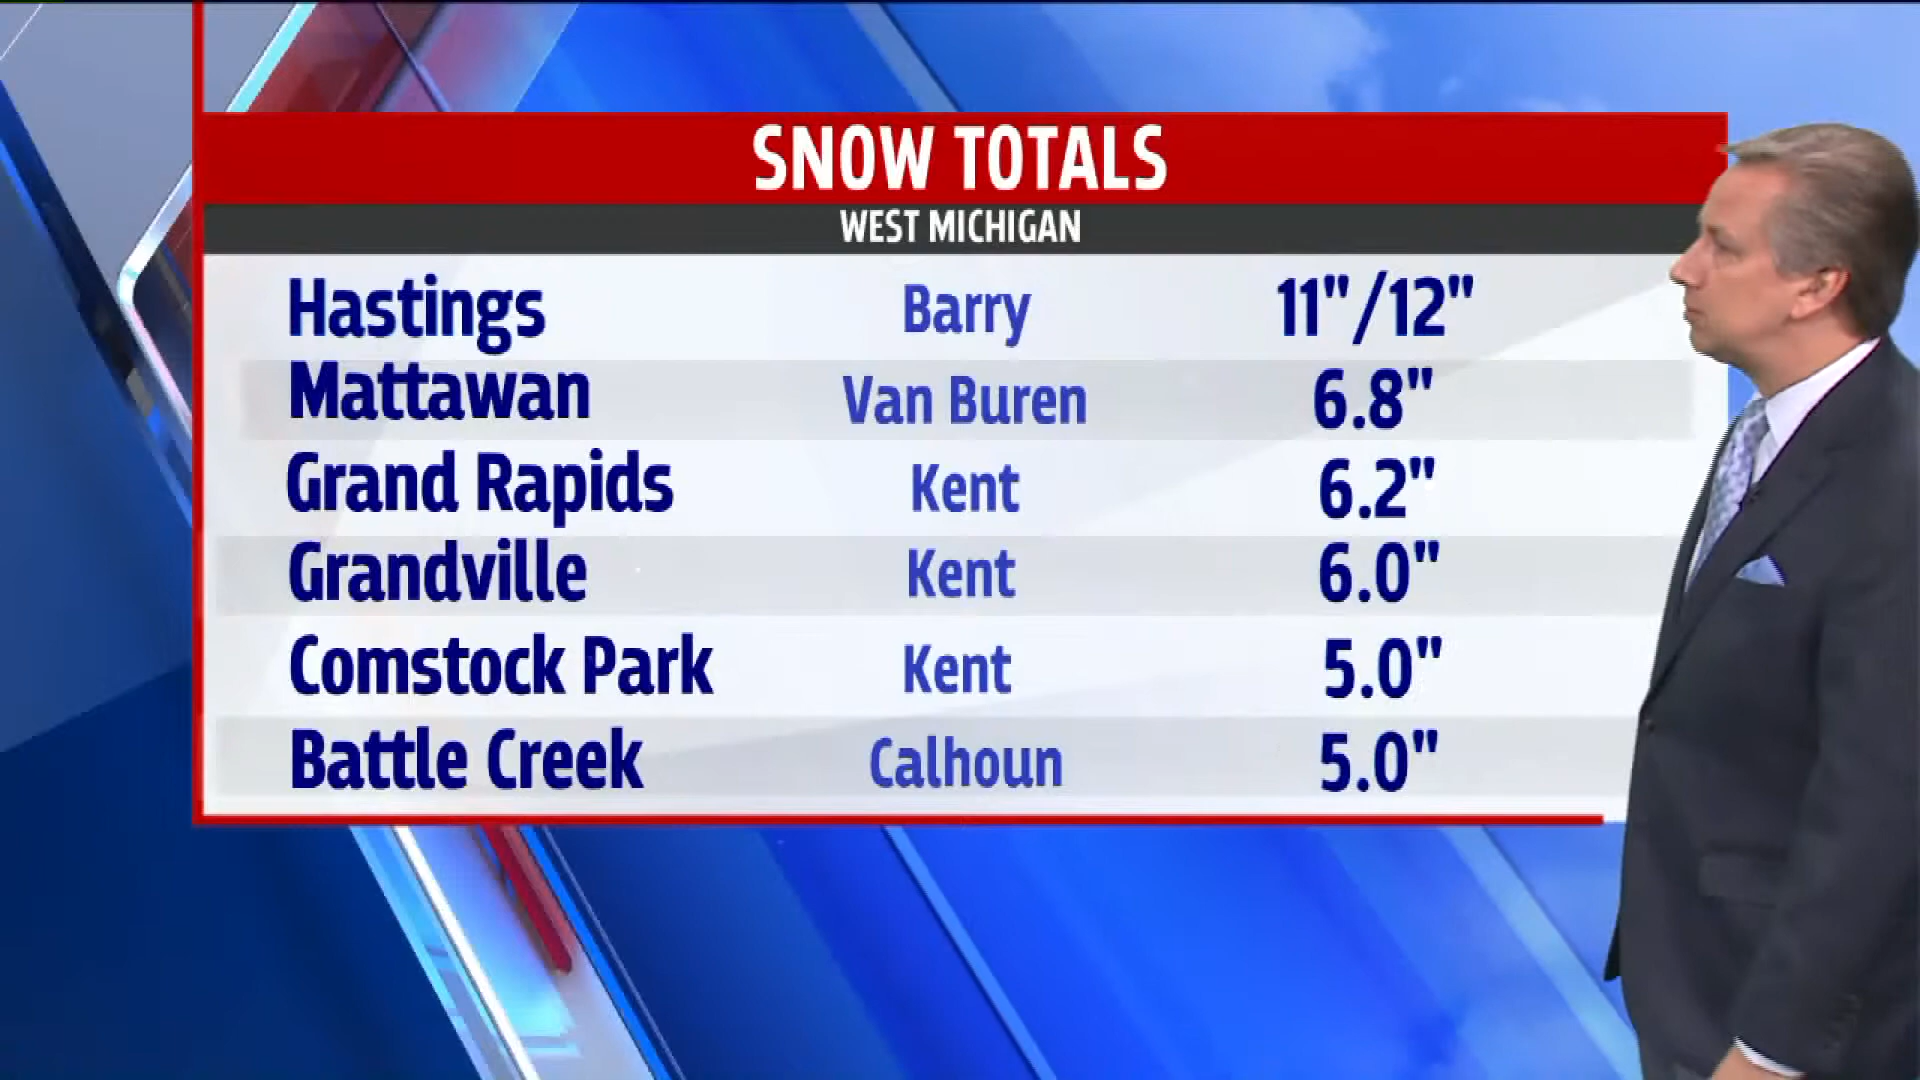 SNOW TOTALS
WEST MICHIGAN
Hastings Barry 11"/12"
Mattawan Van Buren 6.8"
Grand Rapids Kent 6.2"
Grandville Kent 6.0"
Comstock Park Kent 5.0"
Battle Creek Calhoun 5.0"